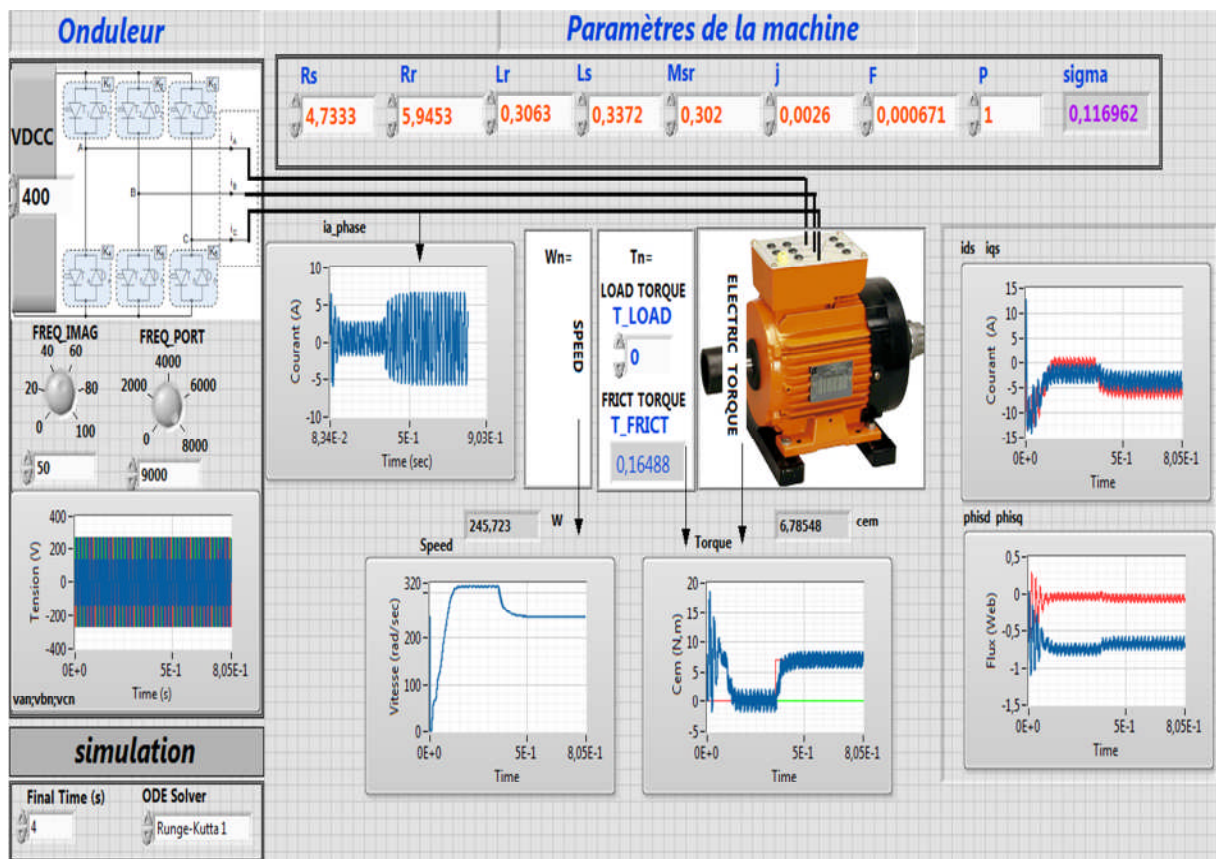 Onduleur
Paramètres de la machine
Rs Rr Lr Ls Msr j F P sigma
4,7333 5,9453 0,3063 0,3372 0,302 0,0026 0,000671 1 0,116962
VDCC
400
A
B
C
FREQ_IMAG
0 20 40 60 80 100
50
FREQ_PORT
0 2000 4000 6000 8000
9000
Tension (V)
400
200
0
-200
-400
0E+0 5E-1 8,05E-1
Time (s)
van;vbn;vcn
simulation
Final Time (s)
4
ODE Solver
Runge-Kutta 1
ia_phase
Courant (A)
10
5
0
-5
-10
8,34E-2 5E-1 9,03E-1
Time (sec)
Wn=
SPEED
Tn=
LOAD TORQUE
T_LOAD
0
FRICT TORQUE
T_FRICT
0,16488
ELECTRIC TORQUE
245,723 W
Speed
Vitesse (rad/sec)
320
200
100
0
0E+0 5E-1 8,05E-1
Time
6,78548 cem
Torque
Cem (N,m)
20
15
10
5
0
-5
0E+0 5E-1 8,05E-1
Time
ids iqs
Courant (A)
15
10
5
0
-5
-10
-15
0E+0 5E-1 8,05E-1
Time
phisd phisq
Flux (Web)
0,5
0
-0,5
-1
-1,5
0E+0 5E-1 8,05E-1
Time